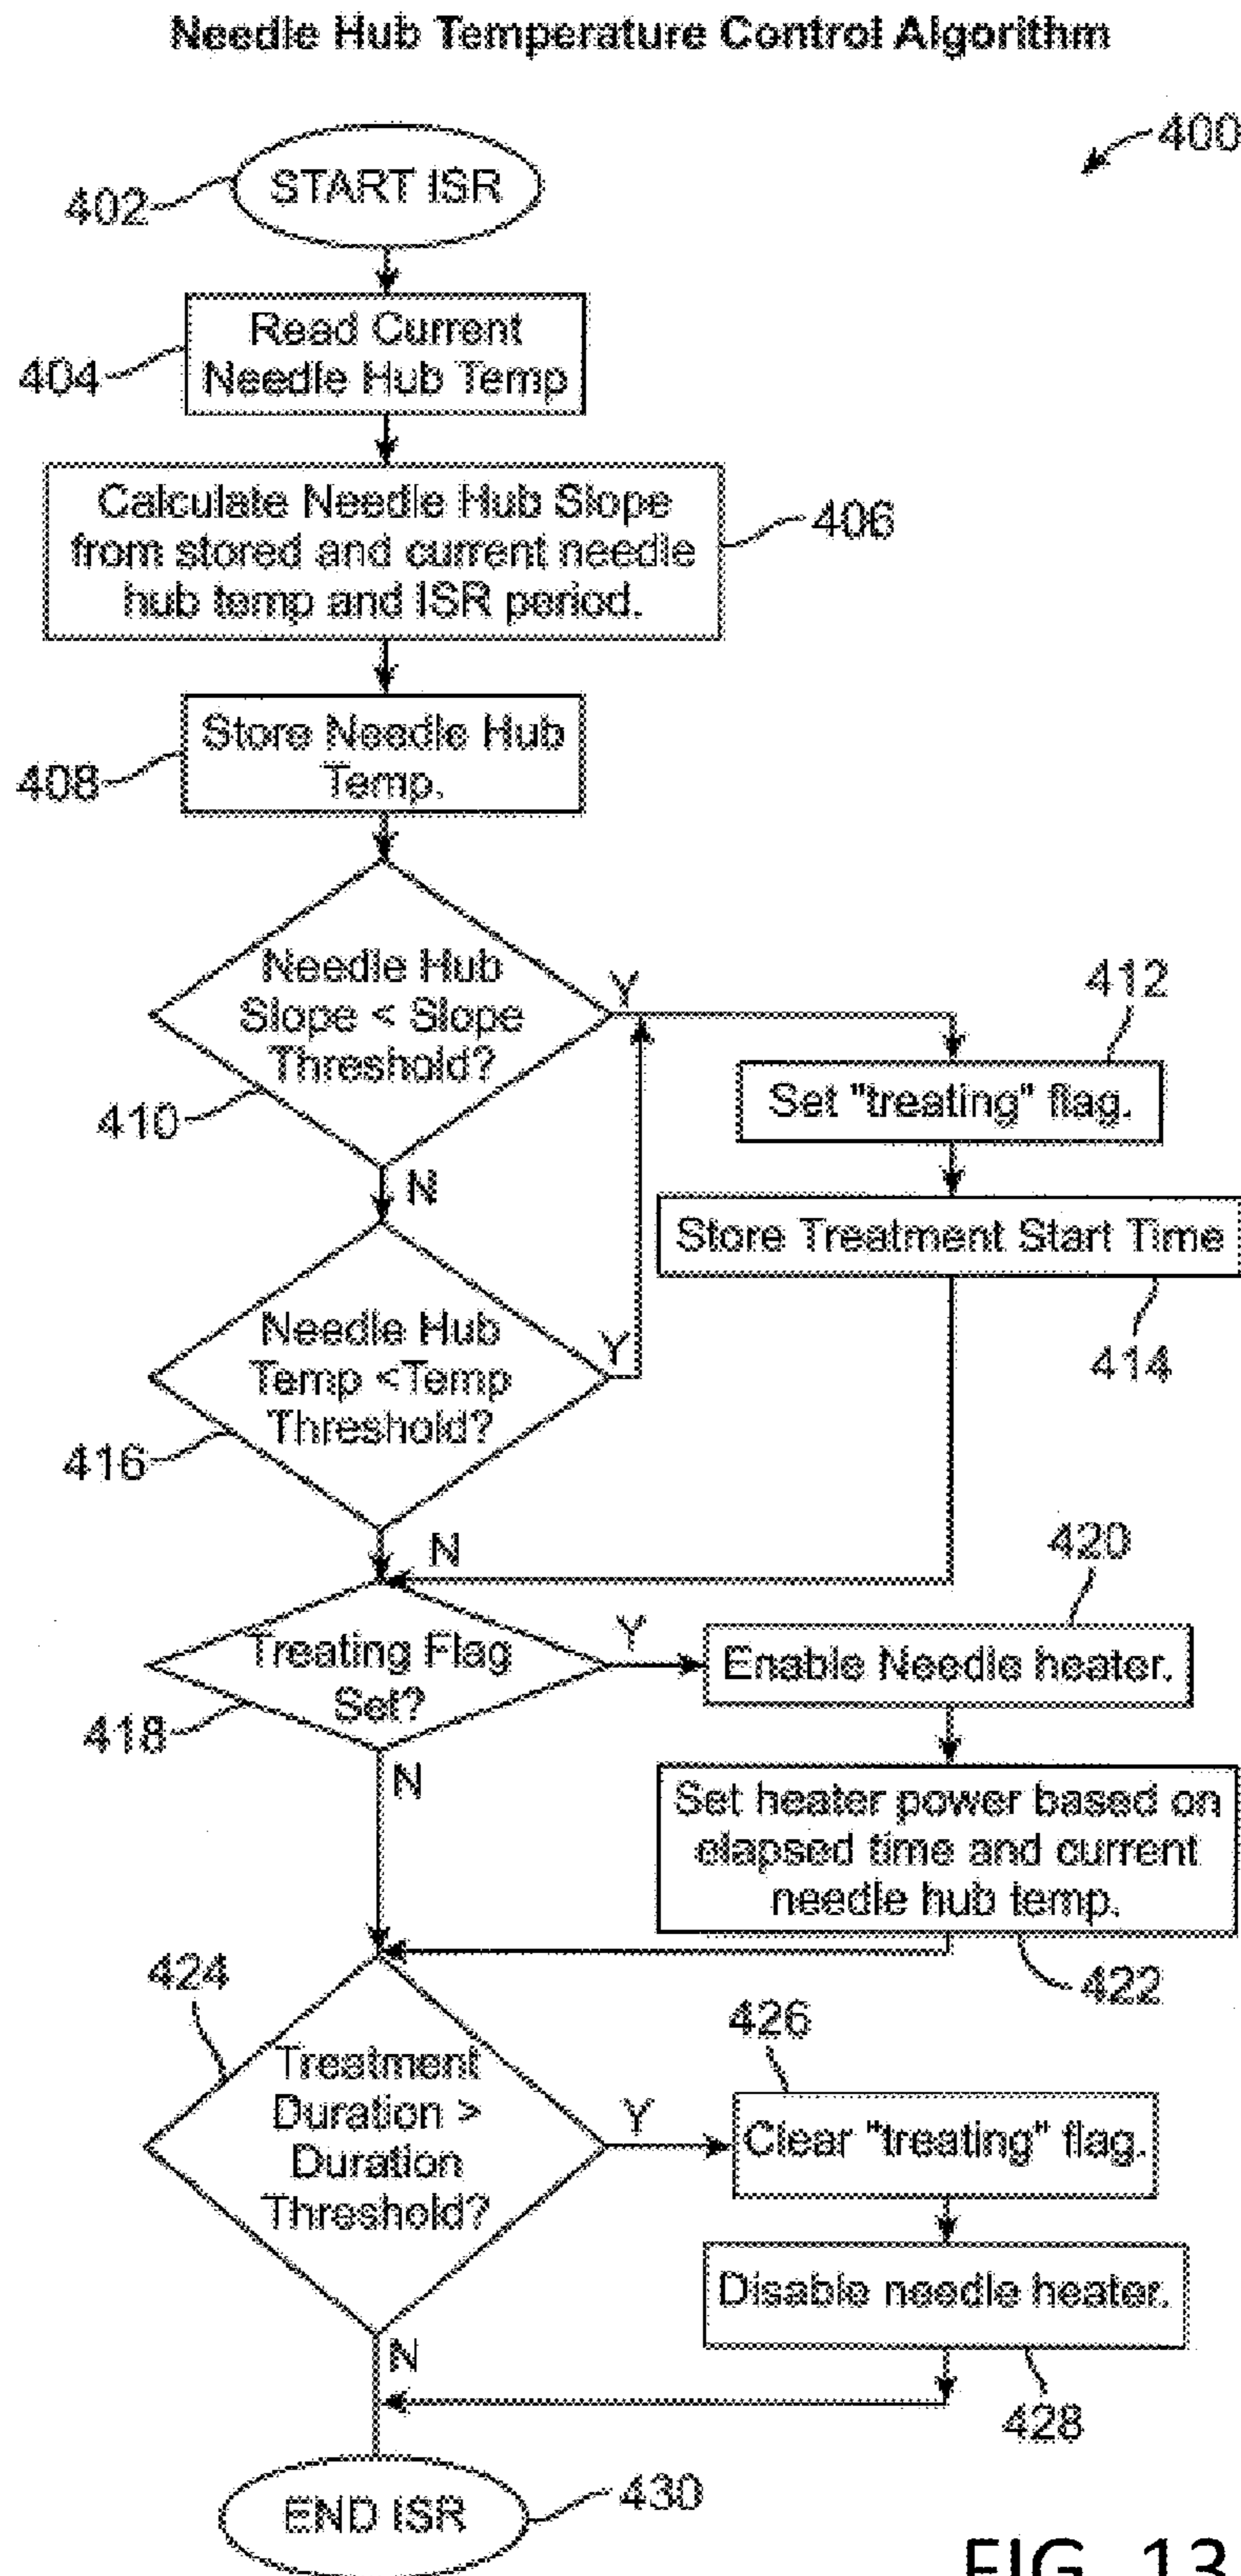 Needle Hub Temperature Control Algorithm
400
402
START ISR
404
Read Current
Needle Hub Temp
Calculate Needle Hub Slope
from stored and current needle
hub temp and ISR period.
406
Store Needle Hub
Temp.
408
Needle Hub
Slope < Slope
Threshold?
Y
410
N
412
Set "treating" flag.
Store Treatment Start Time
414
Needle Hub
Temp <Temp
Threshold?
Y
416
N
Treating Flag
Set?
Y
418
N
420
Enable Needle heater.
Set heater power based on
elapsed time and current
needle hub temp.
422
424
Treatment
Duration >
Duration
Threshold?
Y
N
426
Clear "treating" flag.
Disable needle heater.
428
END ISR
430
FIG. 13